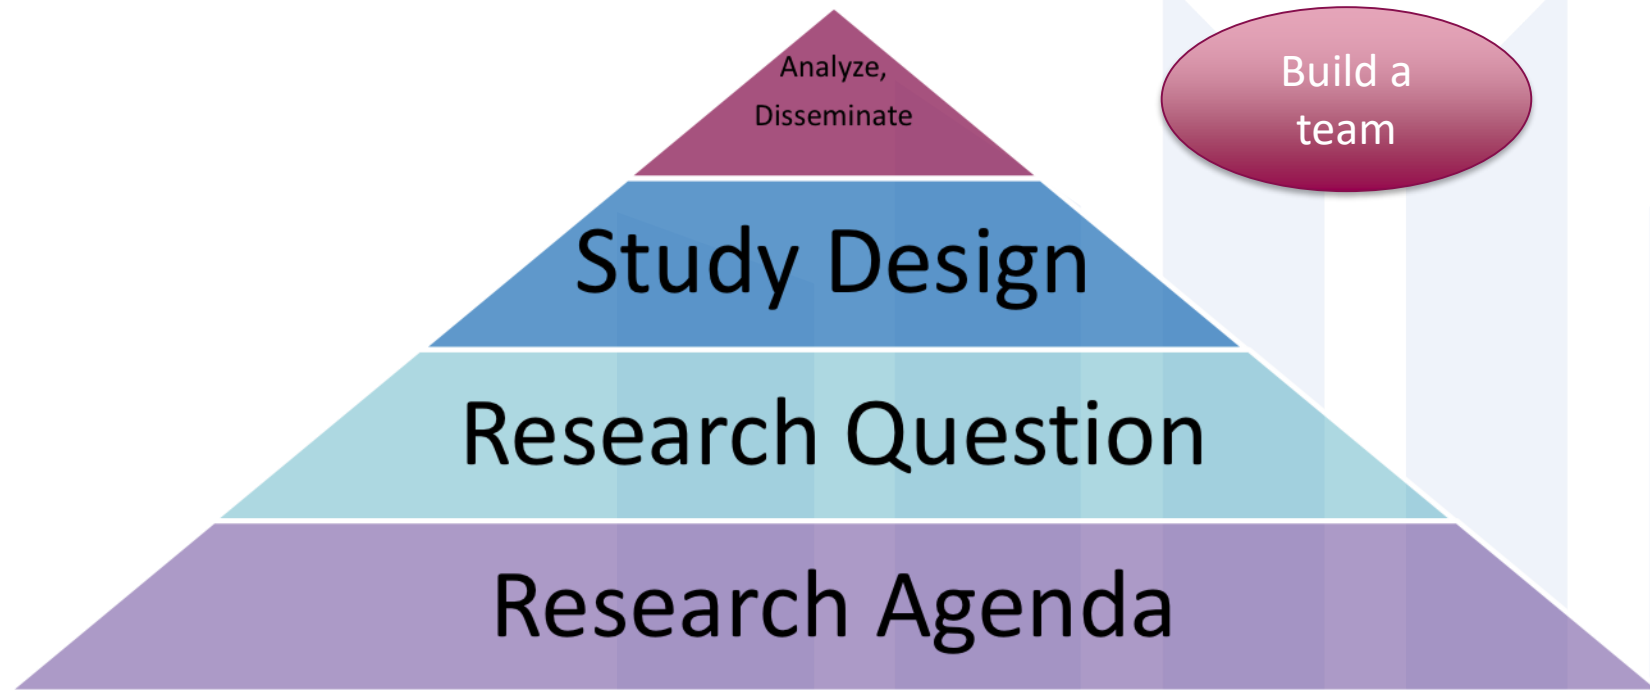 Analyze,
Disseminate
Build a
team
Study Design
Research Question
Research Agenda